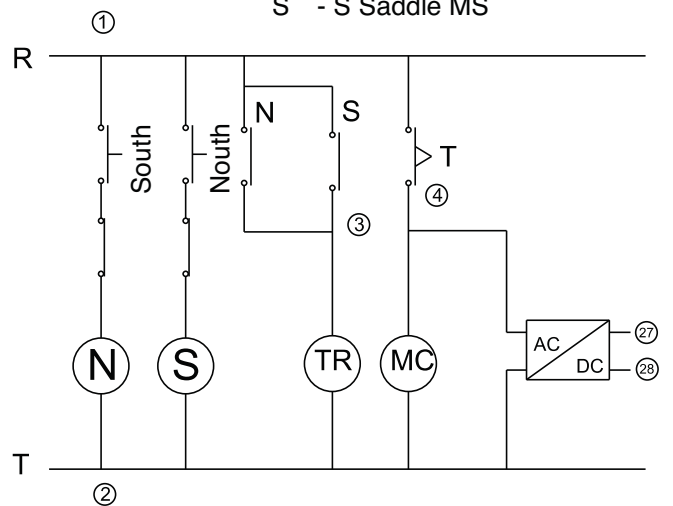 S - S Saddle MS
1
R
N S
South
Nouth
T
4
3
N S TR MC
AC
DC
27
28
T
2